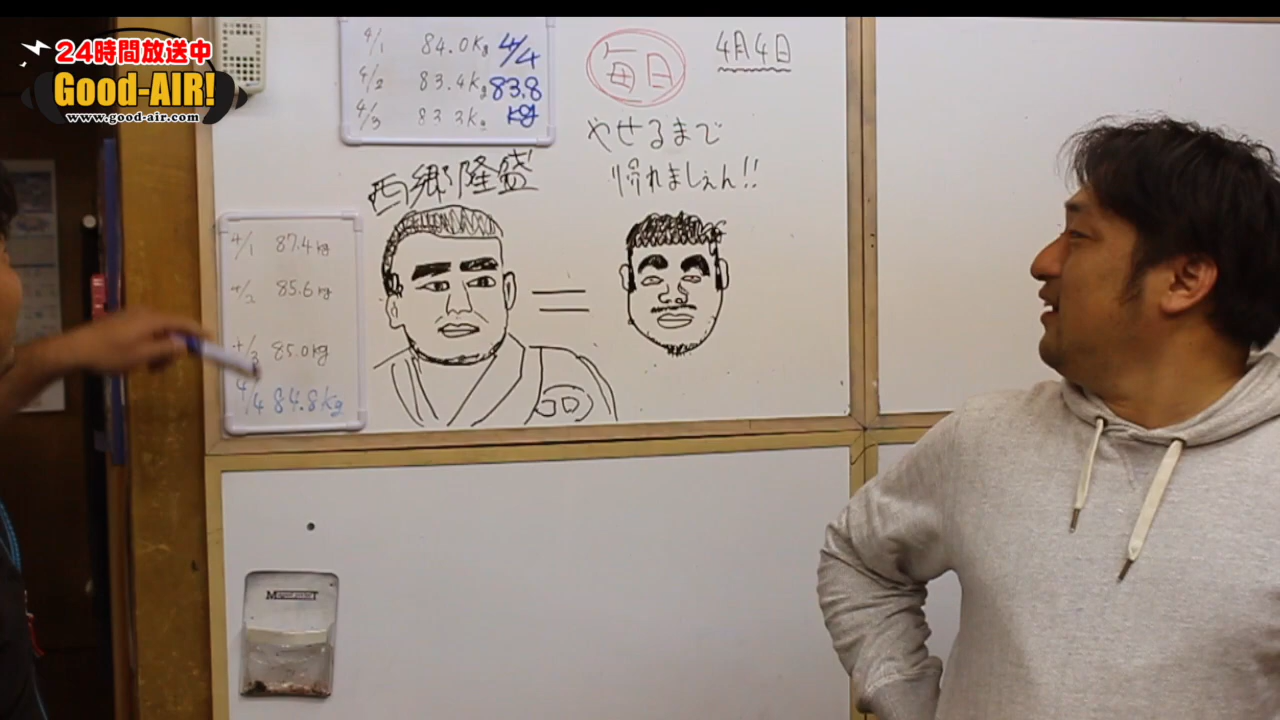 24時間放送中
Good-AIR!
www.good-air.com
4/1 84.0kg
4/2 83.4kg
4/3 83.3kg
4/4
83.8
kg
毎日
4月4日
やせるまで
帰れましぇん!!
西郷隆盛
4/1 87.4kg
4/2 85.6kg
4/3 85.0kg
4/4 84.8kg
=